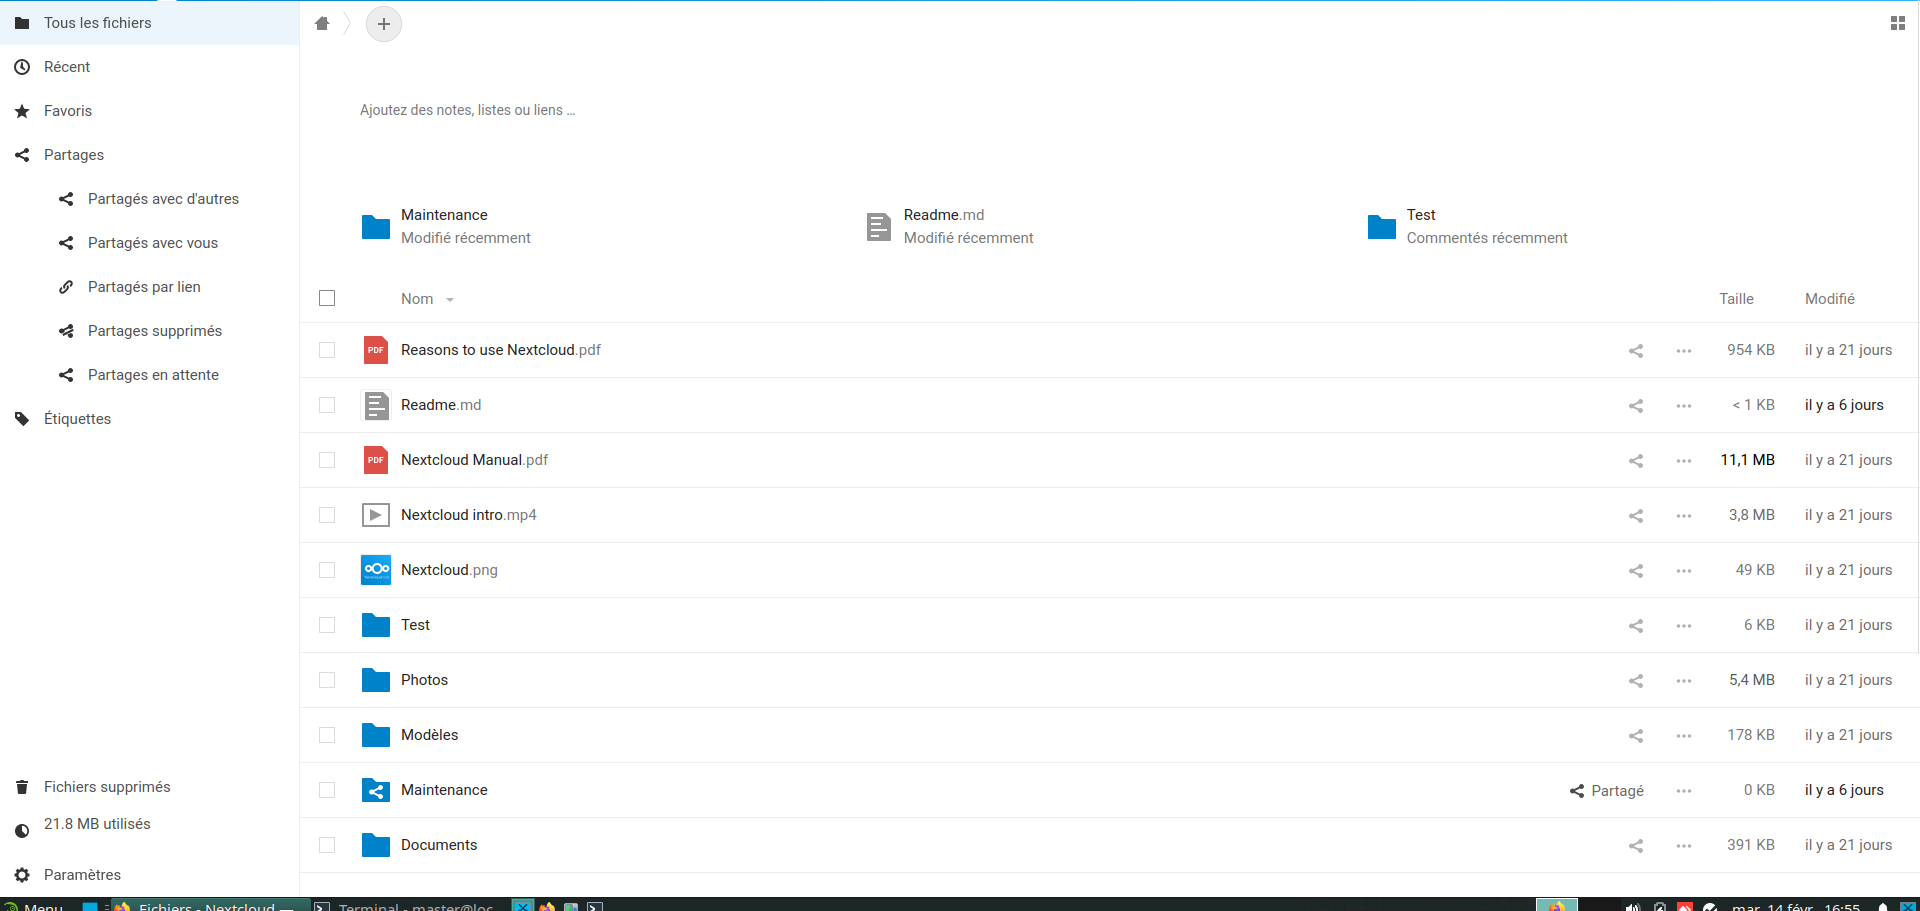 Tous les fichiers
Récent
Favoris
Partages
Partagés avec d'autres
Partagés avec vous
Partagés par lien
Partages supprimés
Partages en attente
Étiquettes
Fichiers supprimés
21.8 MB utilisés
Paramètres
Ajoutez des notes, listes ou liens ...
Maintenance
Modifié récemment
Readme.md
Modifié récemment
Test
Commentés récemment
Nom Taille Modifié
PDF Reasons to use Nextcloud.pdf 954 KB il y a 21 jours
Readme.md < 1 KB il y a 6 jours
PDF Nextcloud Manual.pdf 11,1 MB il y a 21 jours
Nextcloud intro.mp4 3,8 MB il y a 21 jours
Nextcloud.png 49 KB il y a 21 jours
Test 6 KB il y a 21 jours
Photos 5,4 MB il y a 21 jours
Modèles 178 KB il y a 21 jours
Maintenance Partagé 0 KB il y a 6 jours
Documents 391 KB il y a 21 jours
Menu Fichiers - Nextcloud Terminal - master@loc mar. 14 févr. 16:55